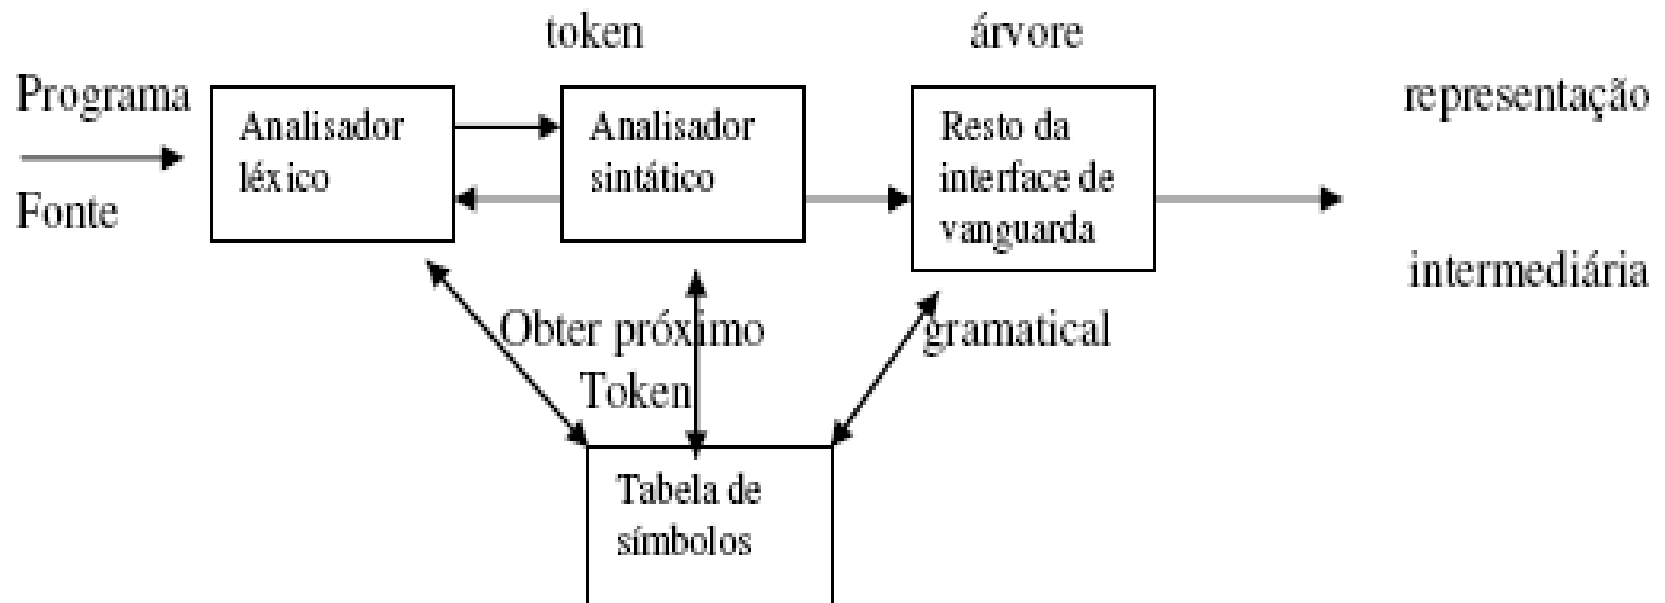 token
árvore
Programa
Fonte
Analisador
léxico
Analisador
sintático
Resto da
interface de
vanguarda
representação
intermediária
Obter próximo
Token
gramatical
Tabela de
símbolos